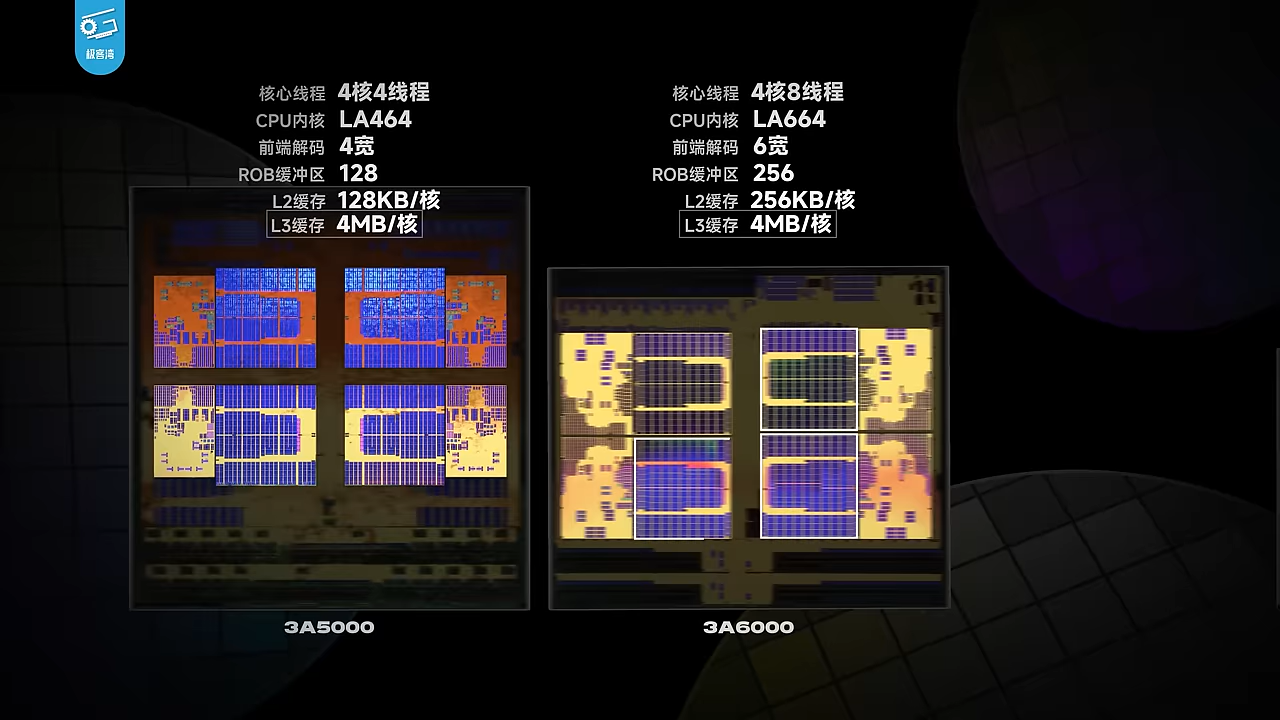 极客湾
核心线程 4核4线程
CPU内核 LA464
前端解码 4宽
ROB缓冲区 128
L2缓存 128KB/核
L3缓存 4MB/核
3A5000
核心线程 4核8线程
CPU内核 LA664
前端解码 6宽
ROB缓冲区 256
L2缓存 256KB/核
L3缓存 4MB/核
3A6000